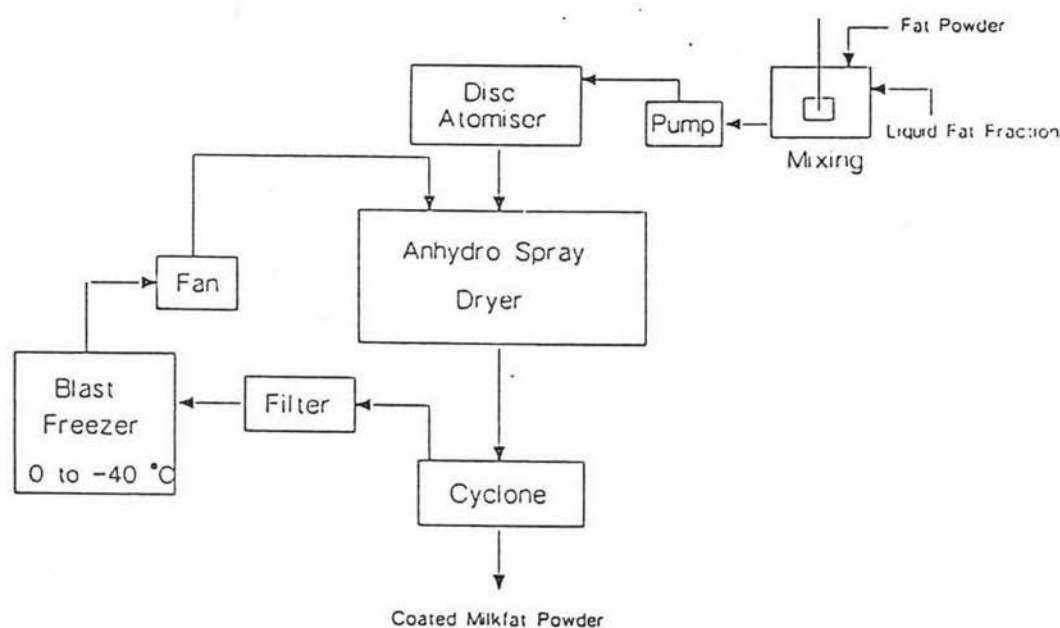 Fat Powder
Disc
Atomiser
Pump
Liquid Fat Fraction
Mixing
Anhydro Spray
Dryer
Fan
Blast
Freezer
0 to -40 °C
Filter
Cyclone
Coated Milkfat Powder